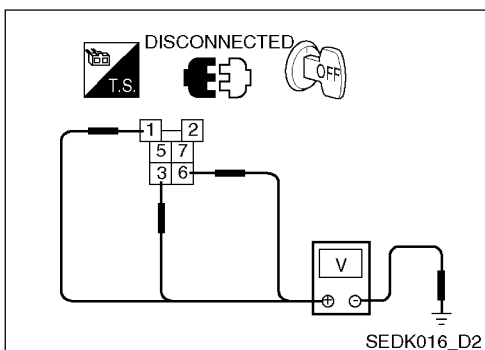 DISCONNECTED
T.S.
OFF
1 2
5 7
3 6
V
⊕ ⊖
SEDK016_D2